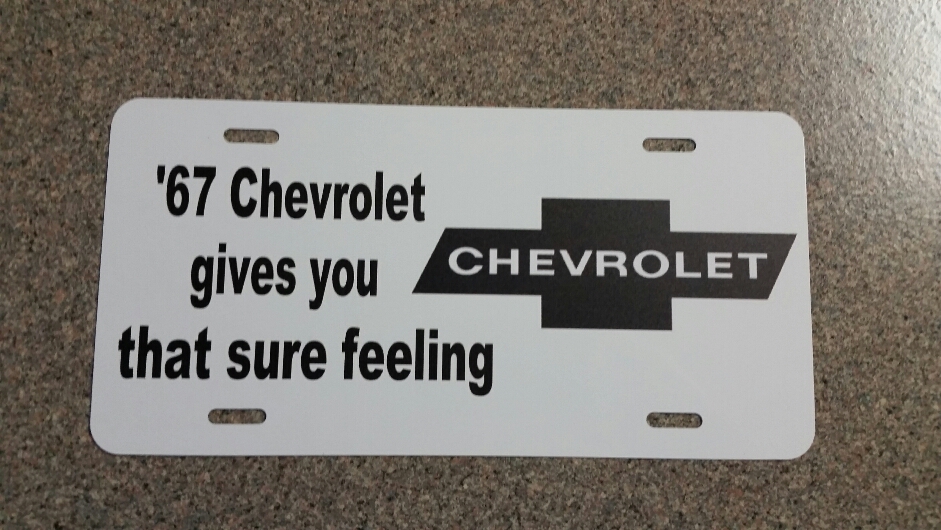 '67 Chevrolet
gives you
that sure feeling
CHEVROLET